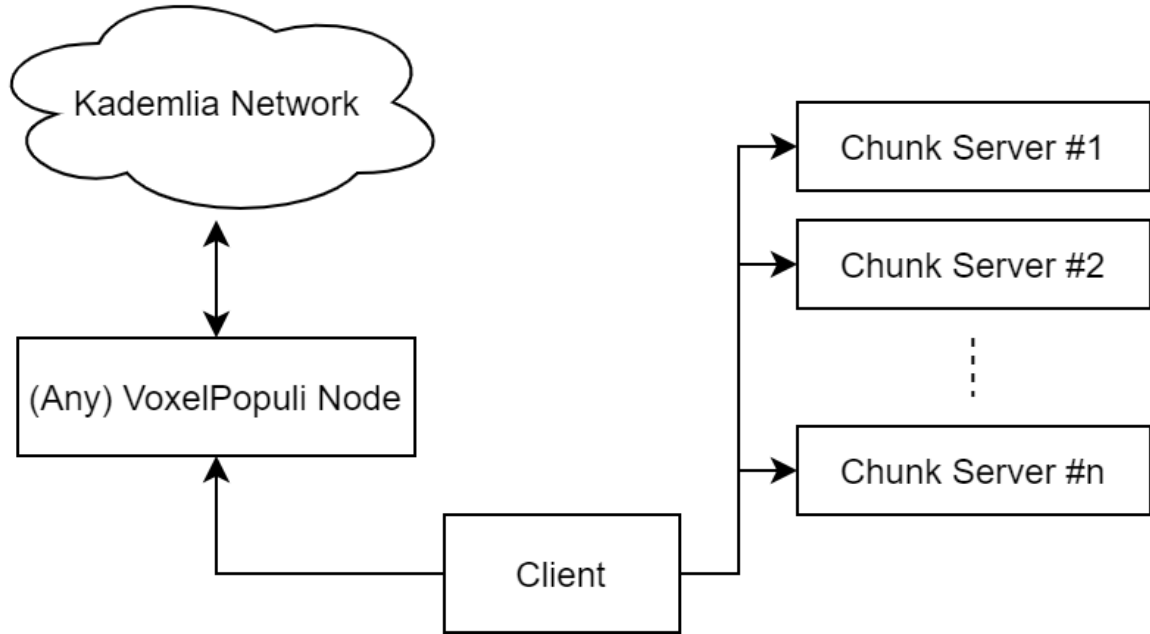 Kademlia Network
Chunk Server #1
Chunk Server #2
(Any) VoxelPopuli Node
Chunk Server #n
Client